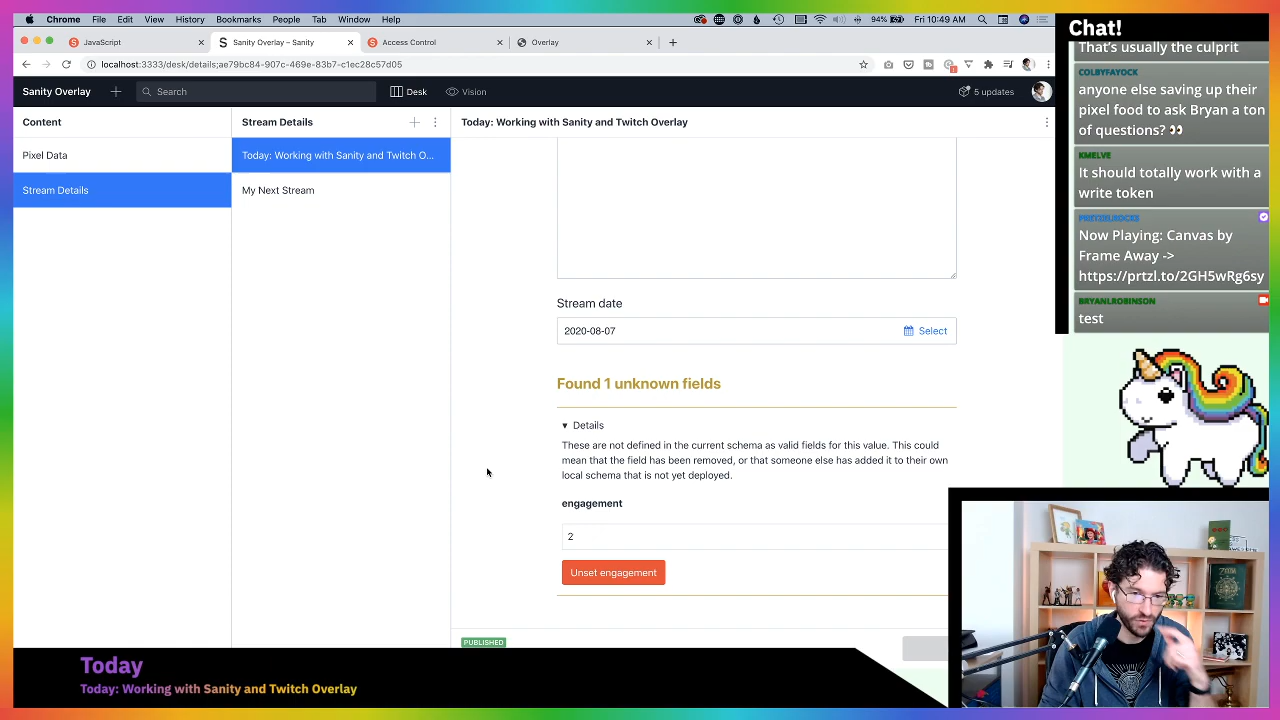 Chrome File Edit View History Bookmarks People Tab Window Help
94% Fri 10:49 AM
JavaScript
Sanity Overlay – Sanity
Access Control
Overlay
localhost:3333/desk/details;ae79bc84-907c-469e-83b7-c1ec28c57d05
Sanity Overlay
Search
Desk
Vision
5 updates
Content
Stream Details
Today: Working with Sanity and Twitch Overlay
Pixel Data
Stream Details
Today: Working with Sanity and Twitch O...
My Next Stream
Stream date
2020-08-07
Select
Found 1 unknown fields
Details
These are not defined in the current schema as valid fields for this value. This could
mean that the field has been removed, or that someone else has added it to their own
local schema that is not yet deployed.
engagement
2
Unset engagement
PUBLISHED
Chat!
That's usually the culprit
COLBYFAYOCK
anyone else saving up their
pixel food to ask Bryan a ton
of questions? 👀
KMELVE
It should totally work with a
write token
PRETZELROCKS
Now Playing: Canvas by
Frame Away ->
https://prtzl.to/2GH5wRg6sy
BRYANLROBINSON
test
Today
Today: Working with Sanity and Twitch Overlay